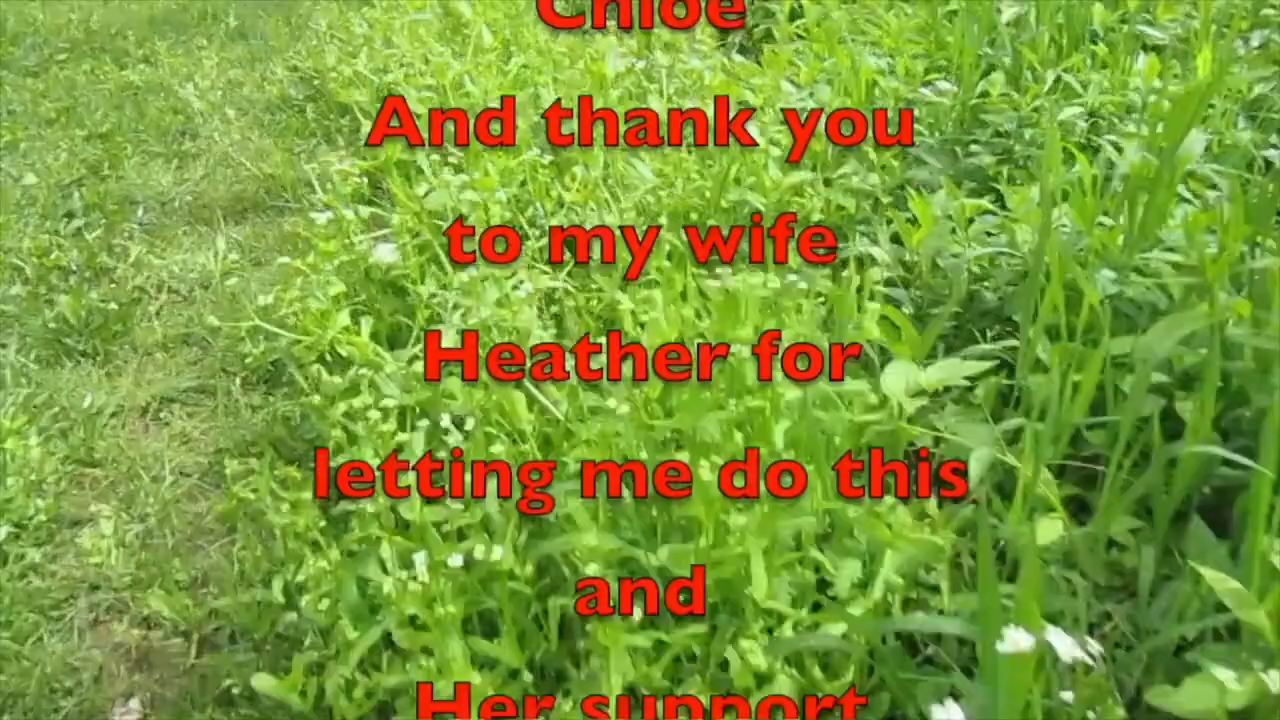 Chloe
And thank you
to my wife
Heather for
letting me do this
and
Her support